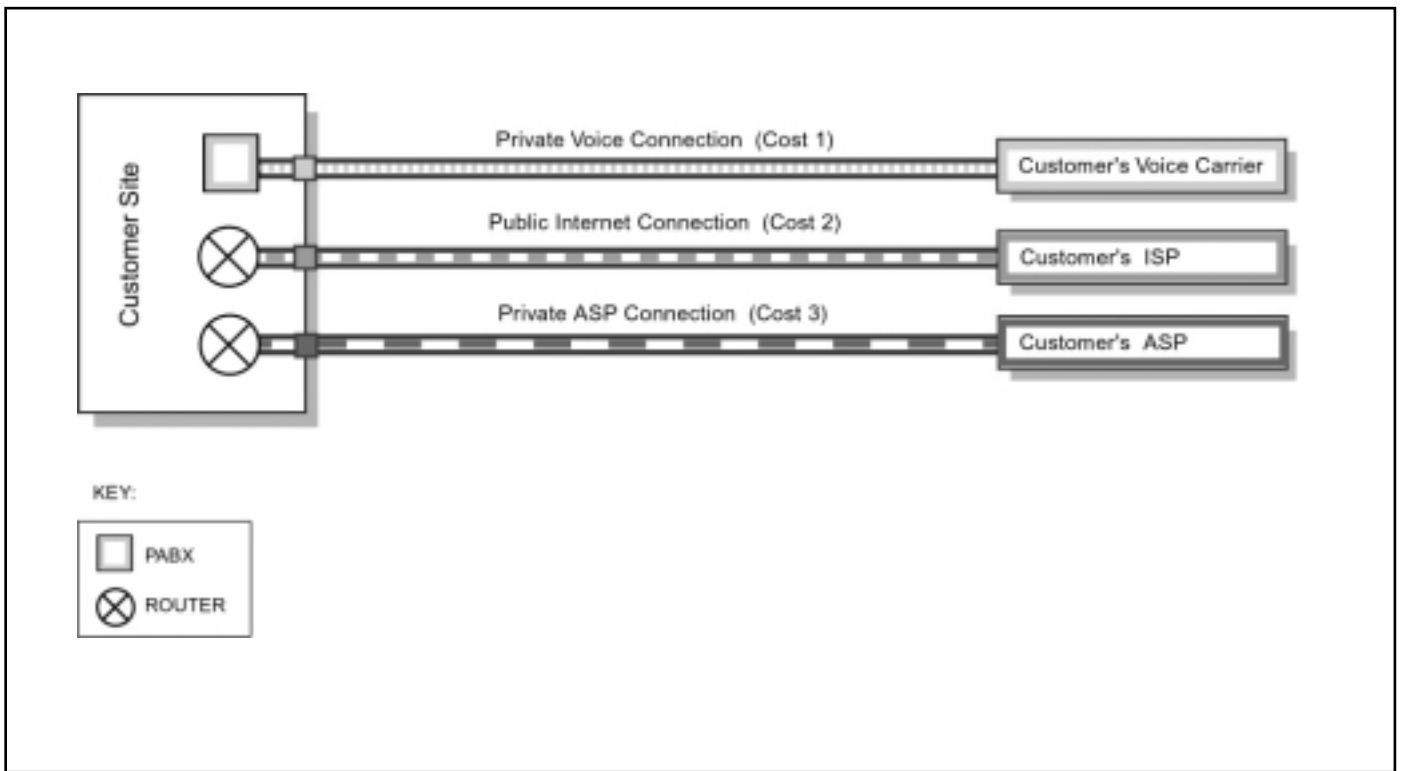 Customer Site
Private Voice Connection (Cost 1)
Customer's Voice Carrier
Public Internet Connection (Cost 2)
Customer's ISP
Private ASP Connection (Cost 3)
Customer's ASP
KEY:
PABX
ROUTER